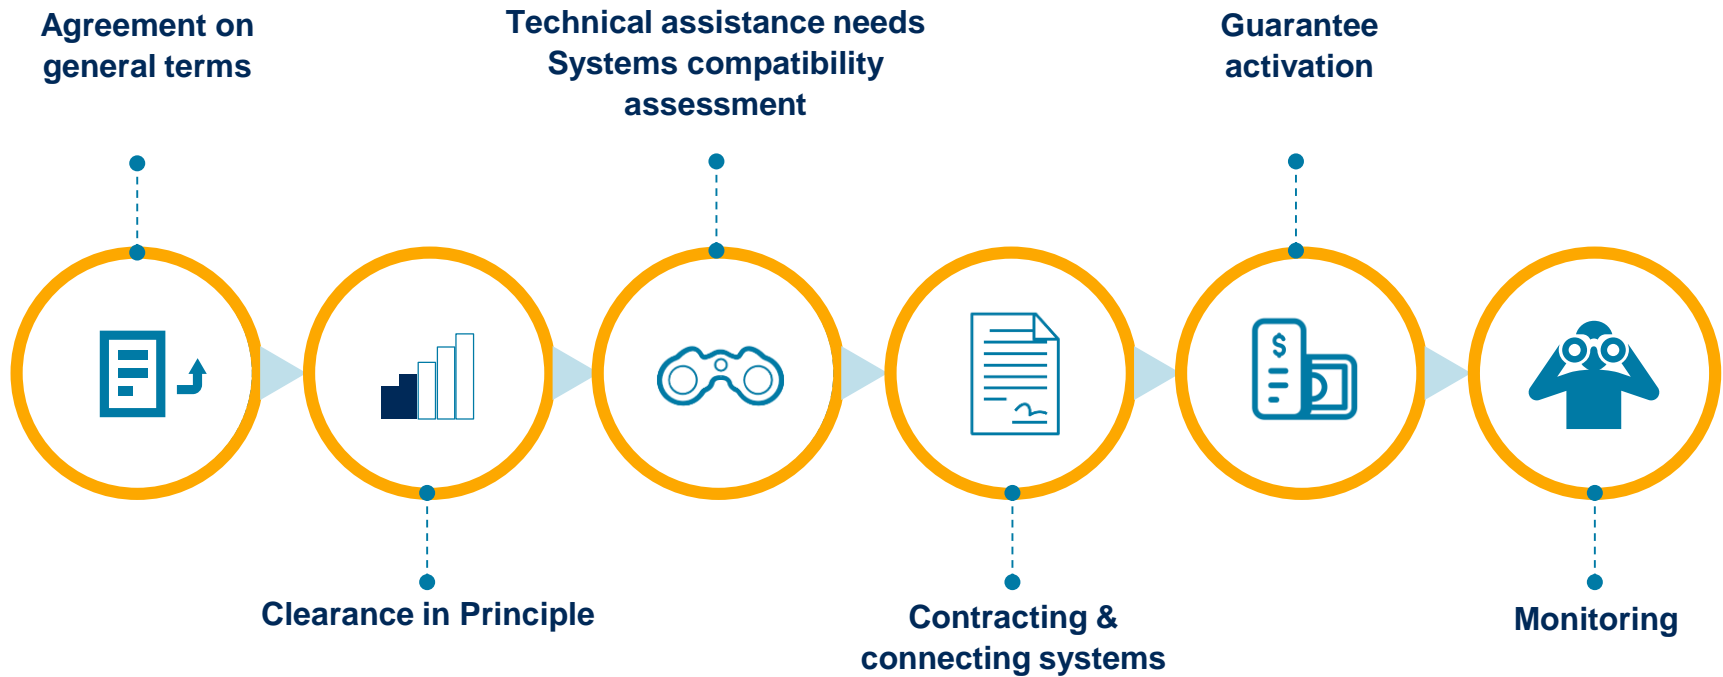 Agreement on
general terms
Clearance in Principle
Technical assistance needs
Systems compatibility
assessment
Contracting &
connecting systems
Guarantee
activation
$
Monitoring